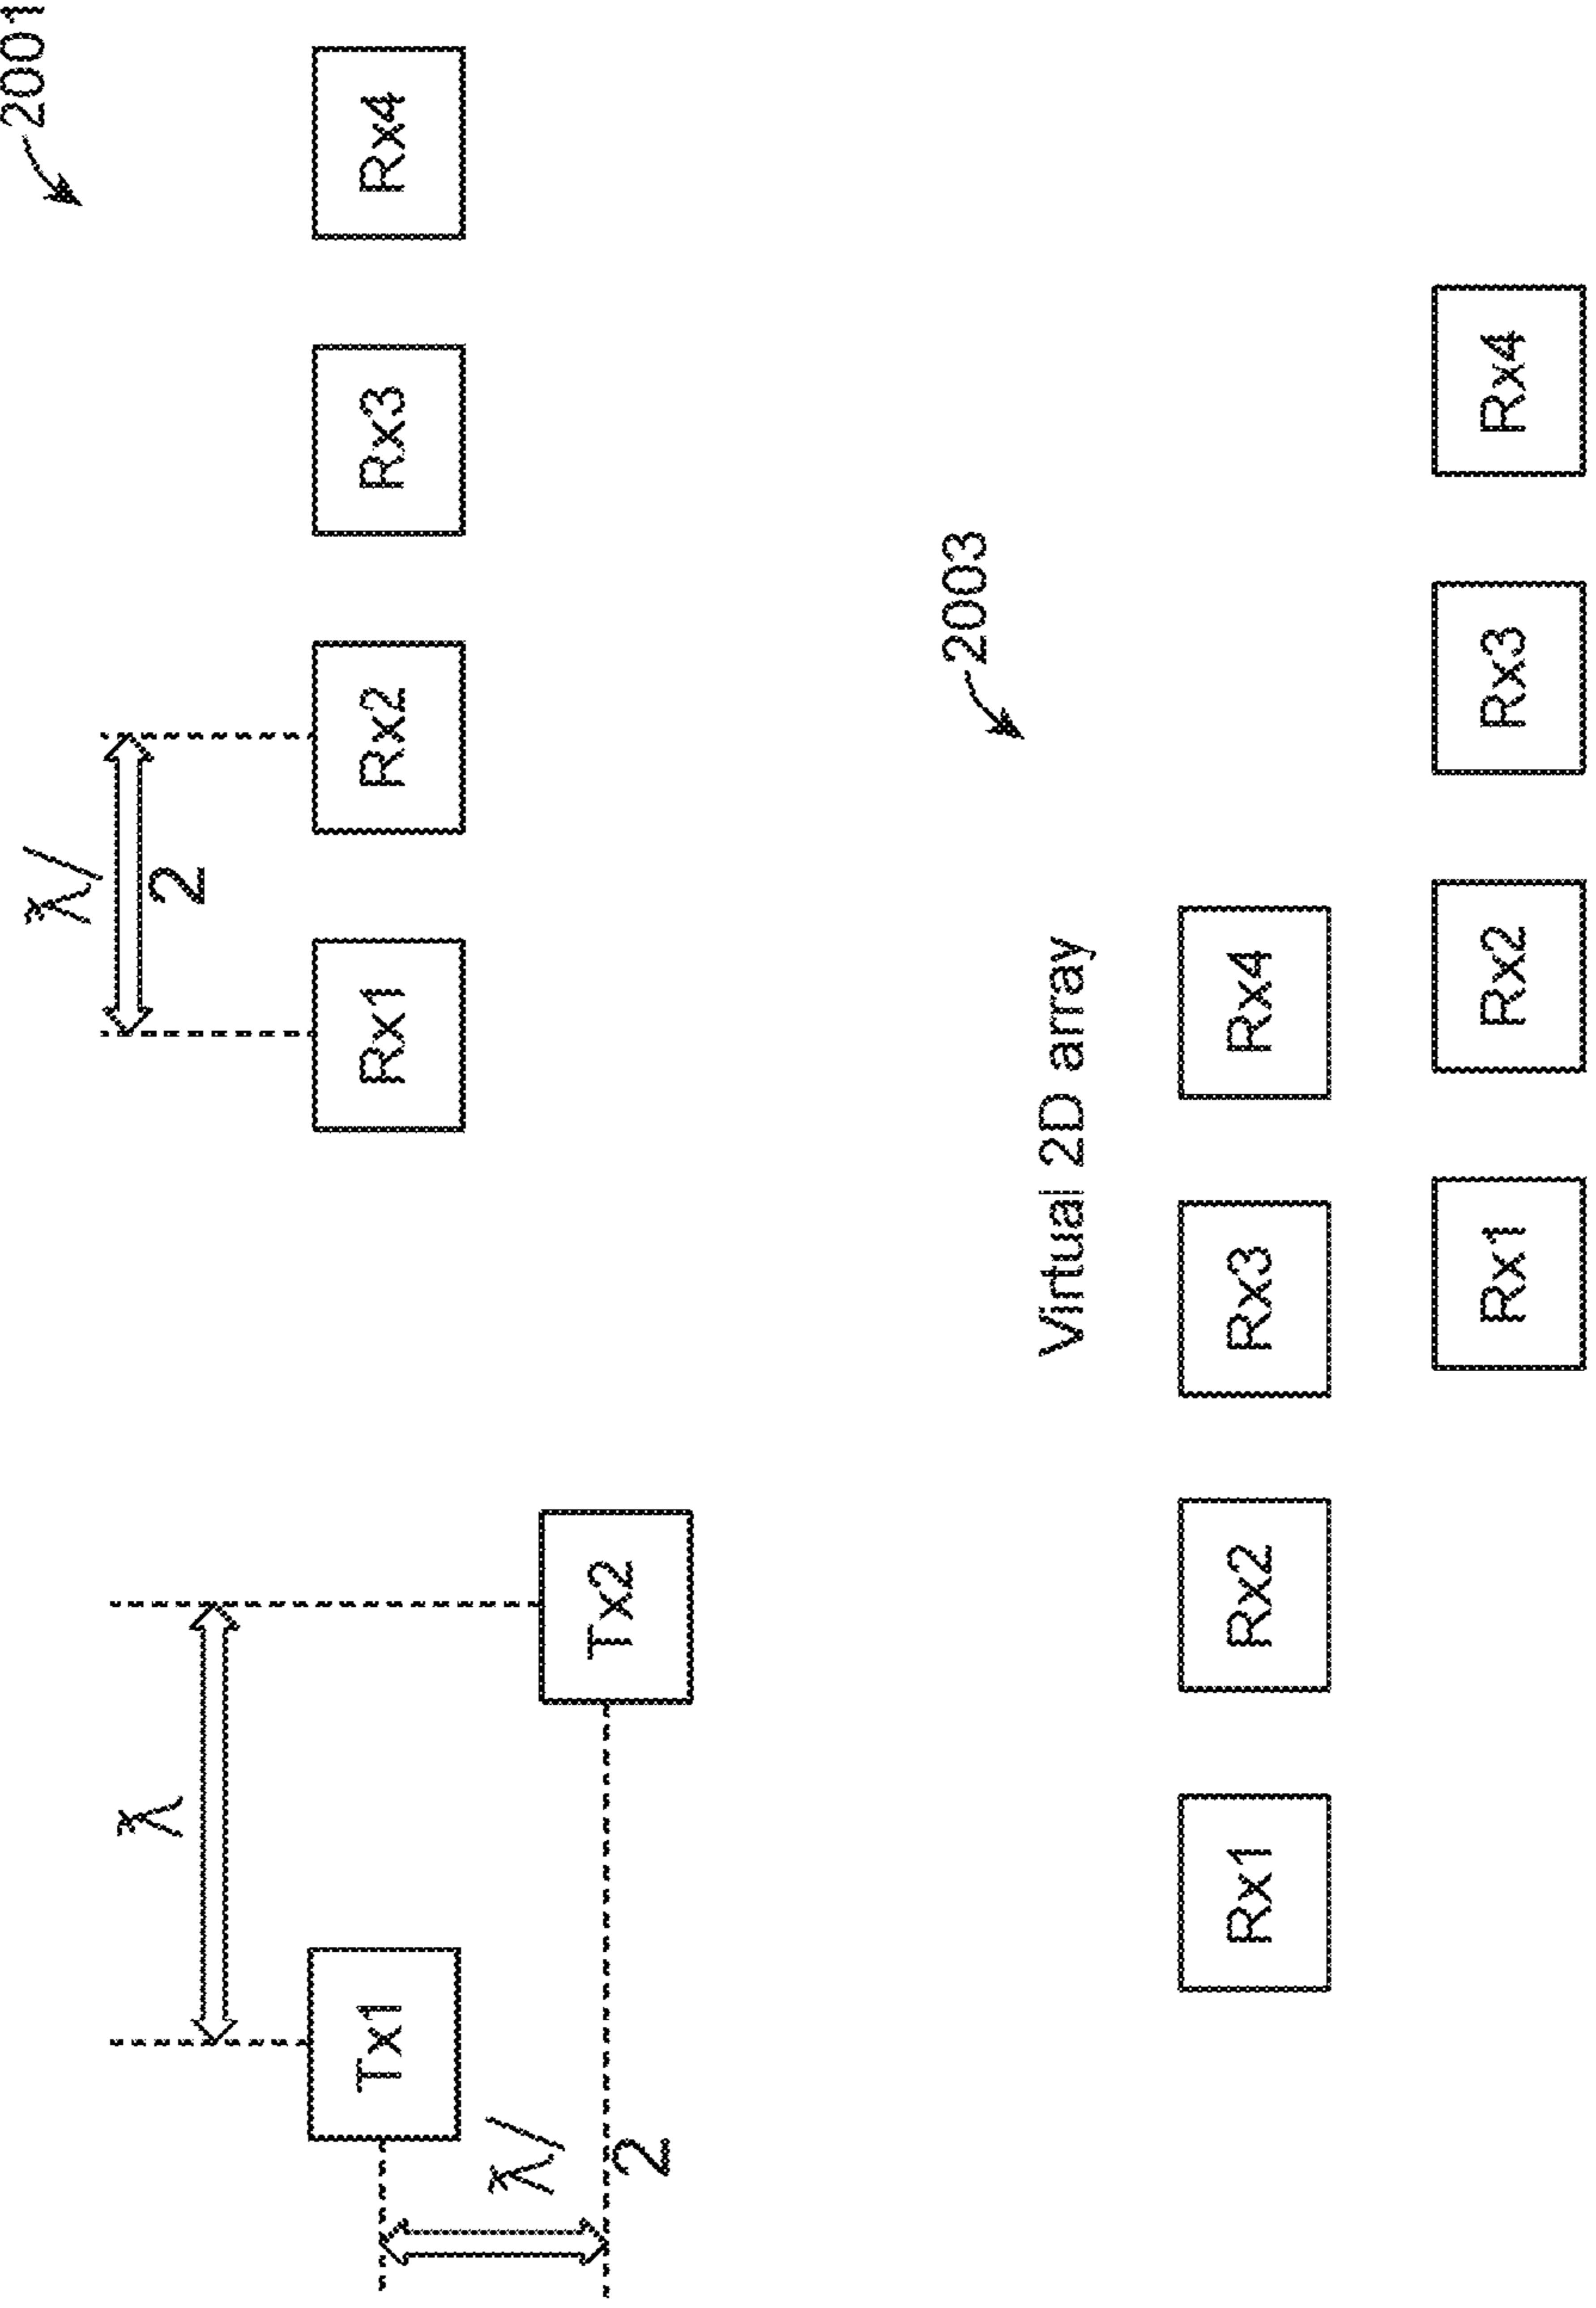 2001
λ/
2
λ
Tx1 Rx1 Rx2 Rx3 Rx4
λ/
2
Tx2
2003
Virtual 2D array
Rx1 Rx2 Rx3 Rx4
Rx1 Rx2 Rx3 Rx4